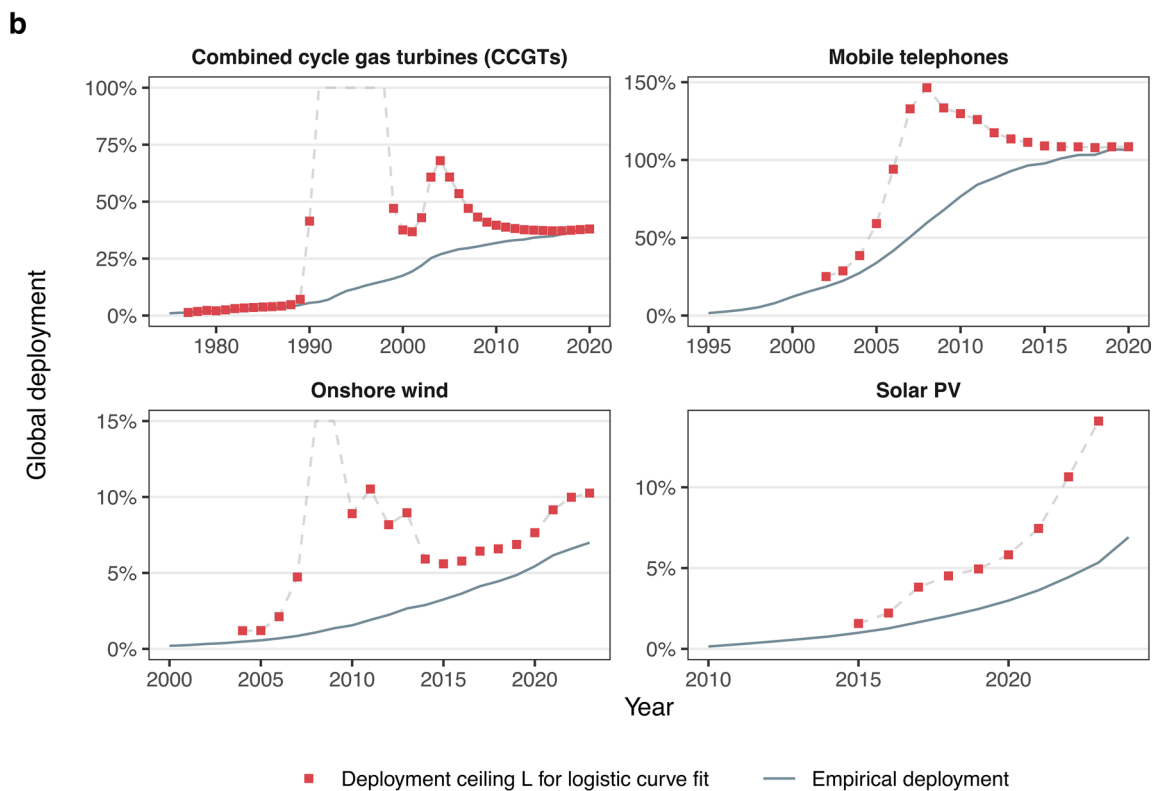 b
Combined cycle gas turbines (CCGTs)
100%
75%
50%
25%
0%
1980 1990 2000 2010 2020
Mobile telephones
150%
100%
50%
0%
1995 2000 2005 2010 2015 2020
Global deployment
Onshore wind
15%
10%
5%
0%
2000 2005 2010 2015 2020
Solar PV
10%
5%
0%
2010 2015 2020
Year
Deployment ceiling L for logistic curve fit
Empirical deployment